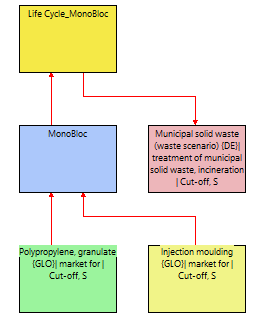 Life Cycle_MonoBloc
MonoBloc
Municipal solid waste
(waste scenario) {DE}|
treatment of municipal
solid waste, incineration
| Cut-off, S
Polypropylene, granulate
{GLO}| market for |
Cut-off, S
Injection moulding
{GLO}| market for |
Cut-off, S